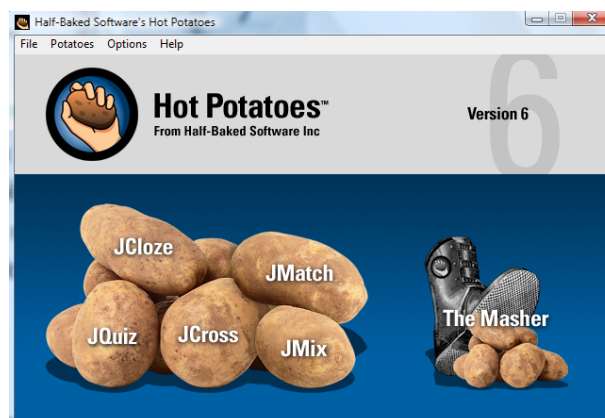 Half-Baked Software's Hot Potatoes
File Potatoes Options Help
Hot Potatoes™
From Half-Baked Software Inc
Version 6
6
JCloze
JMatch
JQuiz
JCross
JMix
The Masher